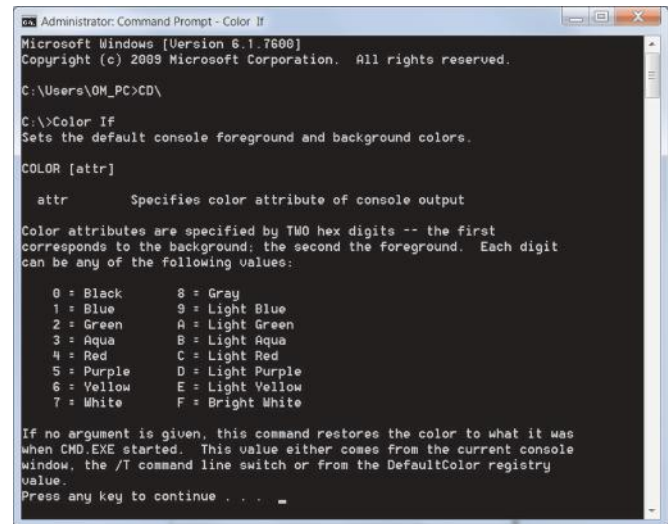 Administrator: Command Prompt - Color If
Microsoft Windows [Version 6.1.7600]
Copyright (c) 2009 Microsoft Corporation.  All rights reserved.
C:\Users\OM_PC>CD\
C:\>Color If
Sets the default console foreground and background colors.
COLOR [attr]
attr        Specifies color attribute of console output
Color attributes are specified by TWO hex digits -- the first
corresponds to the background; the second the foreground.  Each digit
can be any of the following values:
0 = Black       8 = Gray
1 = Blue        9 = Light Blue
2 = Green       A = Light Green
3 = Aqua        B = Light Aqua
4 = Red         C = Light Red
5 = Purple      D = Light Purple
6 = Yellow      E = Light Yellow
7 = White       F = Bright White
If no argument is given, this command restores the color to what it was
when CMD.EXE started.  This value either comes from the current console
window, the /T command line switch or from the DefaultColor registry
value.
Press any key to continue . . . _